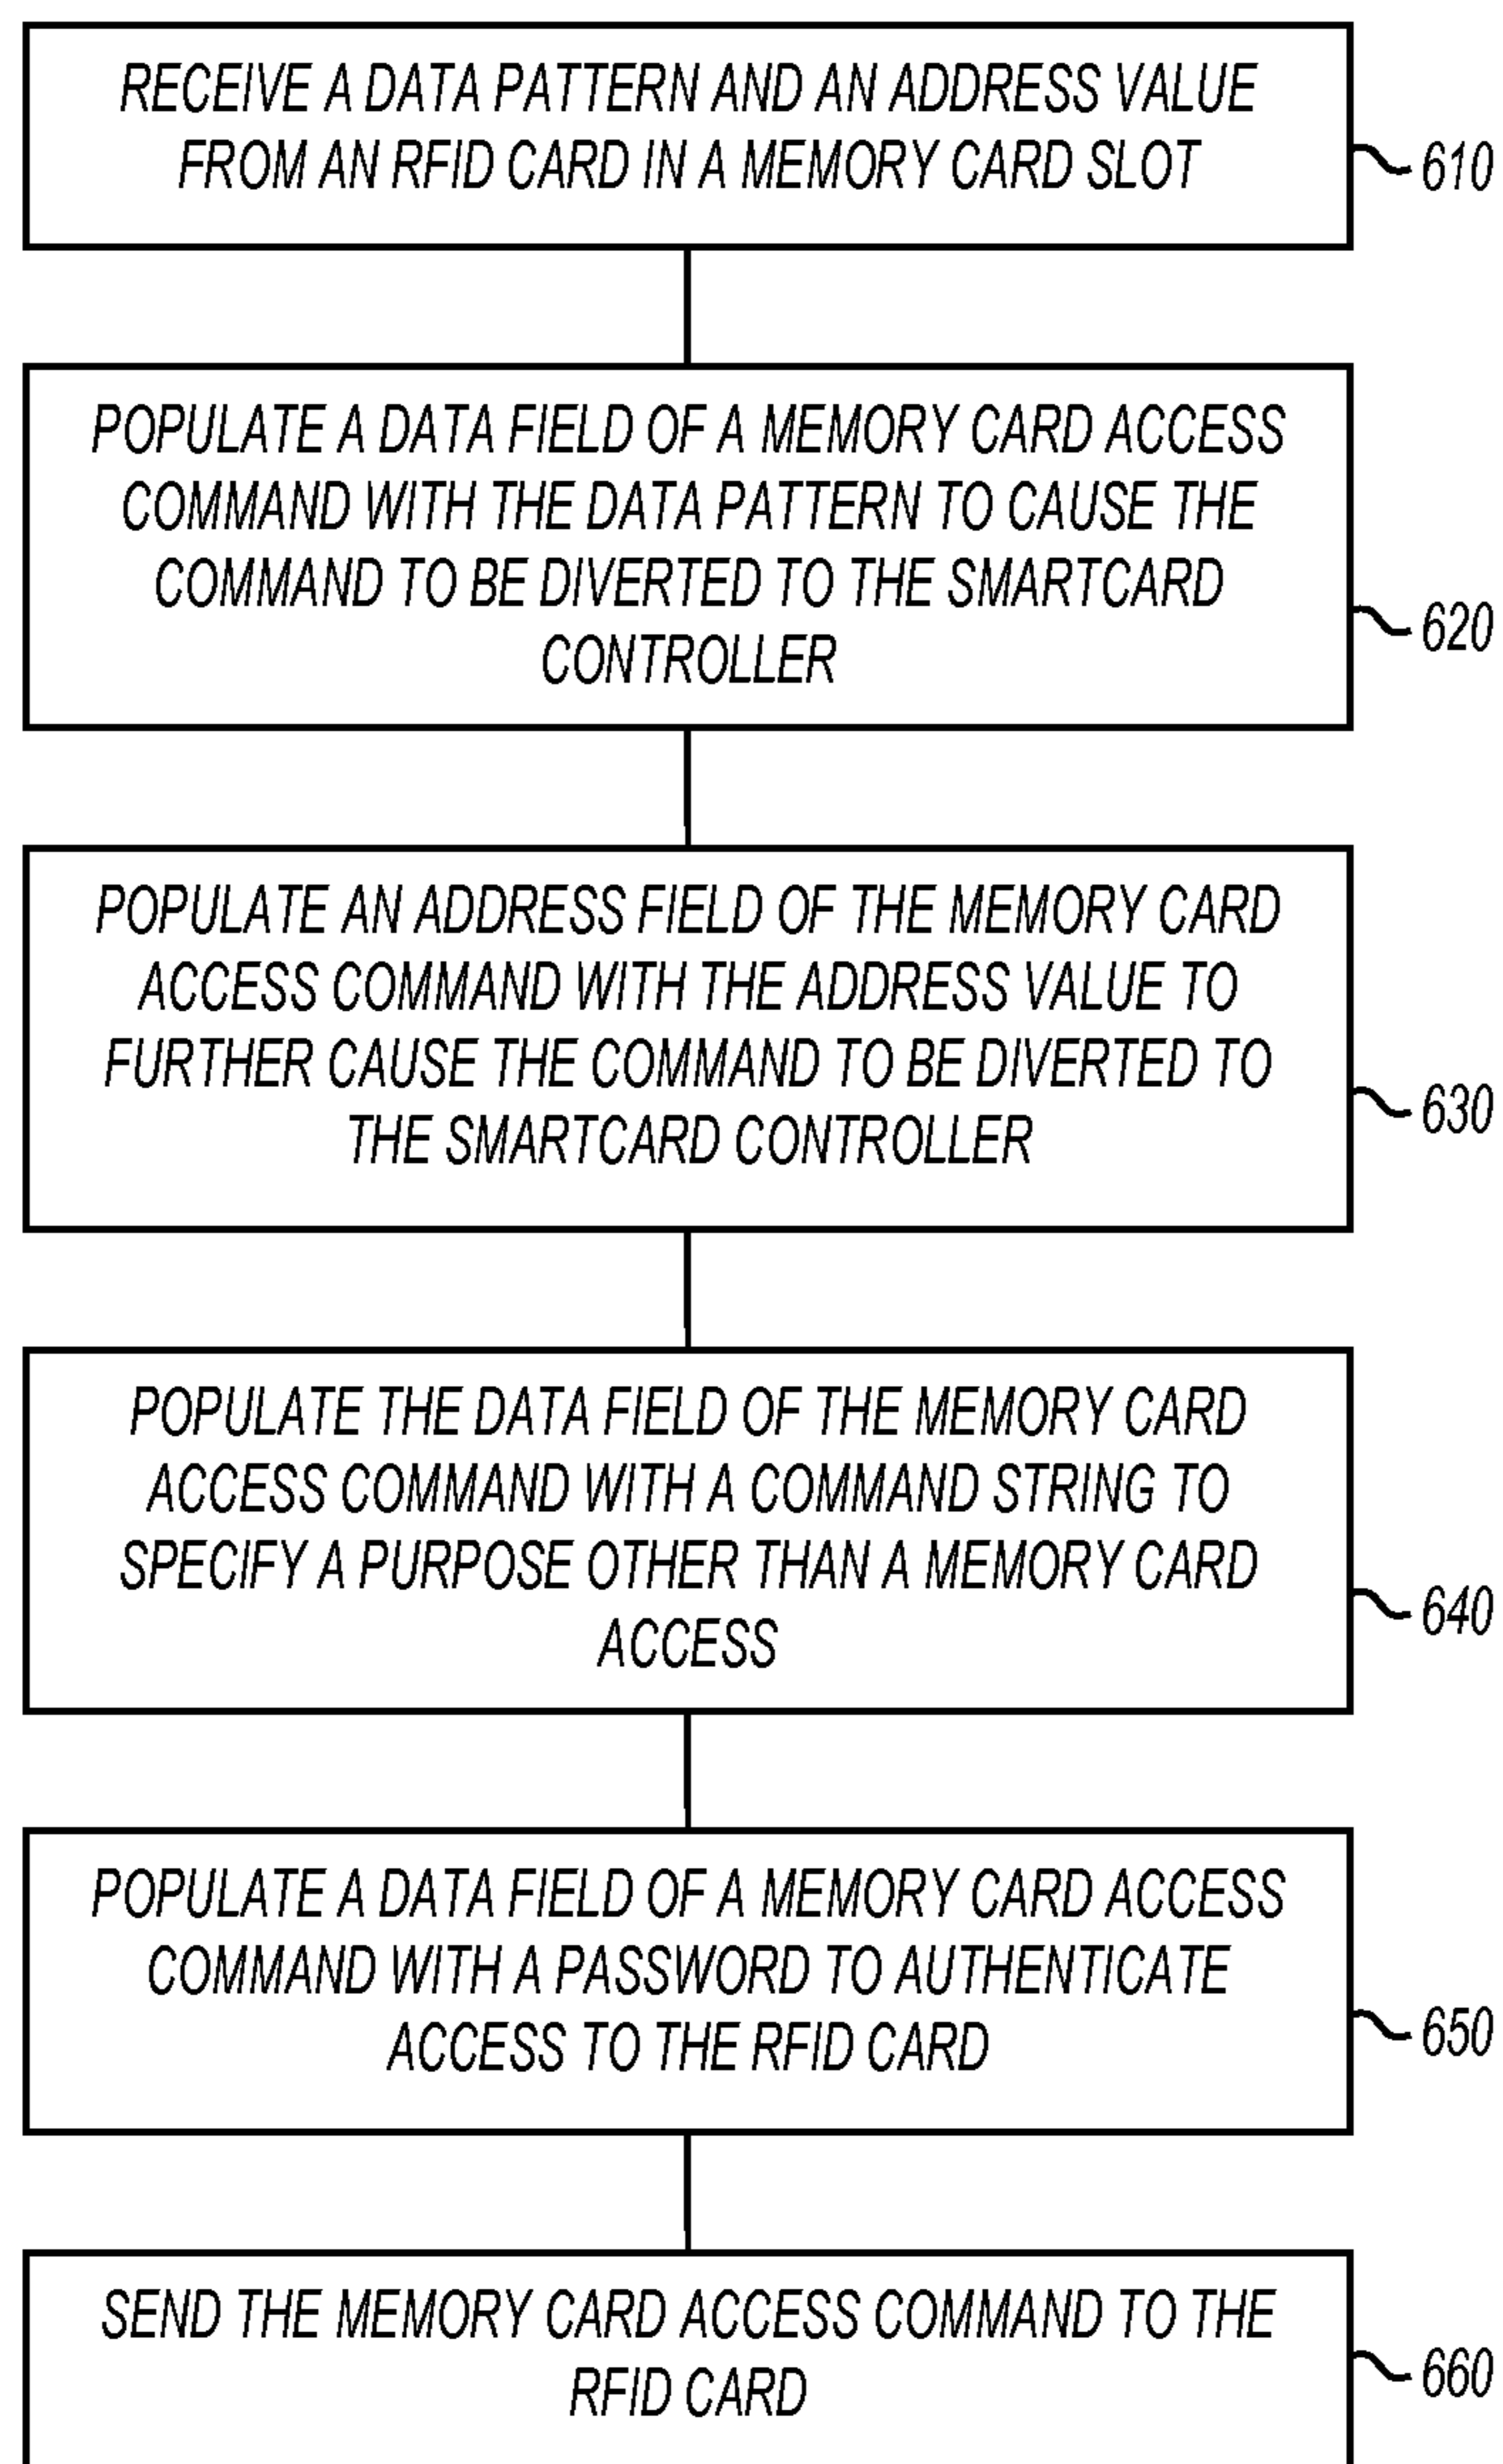 RECEIVE A DATA PATTERN AND AN ADDRESS VALUE
FROM AN RFID CARD IN A MEMORY CARD SLOT
610
POPULATE A DATA FIELD OF A MEMORY CARD ACCESS
COMMAND WITH THE DATA PATTERN TO CAUSE THE
COMMAND TO BE DIVERTED TO THE SMARTCARD
CONTROLLER
620
POPULATE AN ADDRESS FIELD OF THE MEMORY CARD
ACCESS COMMAND WITH THE ADDRESS VALUE TO
FURTHER CAUSE THE COMMAND TO BE DIVERTED TO
THE SMARTCARD CONTROLLER
630
POPULATE THE DATA FIELD OF THE MEMORY CARD
ACCESS COMMAND WITH A COMMAND STRING TO
SPECIFY A PURPOSE OTHER THAN A MEMORY CARD
ACCESS
640
POPULATE A DATA FIELD OF A MEMORY CARD ACCESS
COMMAND WITH A PASSWORD TO AUTHENTICATE
ACCESS TO THE RFID CARD
650
SEND THE MEMORY CARD ACCESS COMMAND TO THE
RFID CARD
660